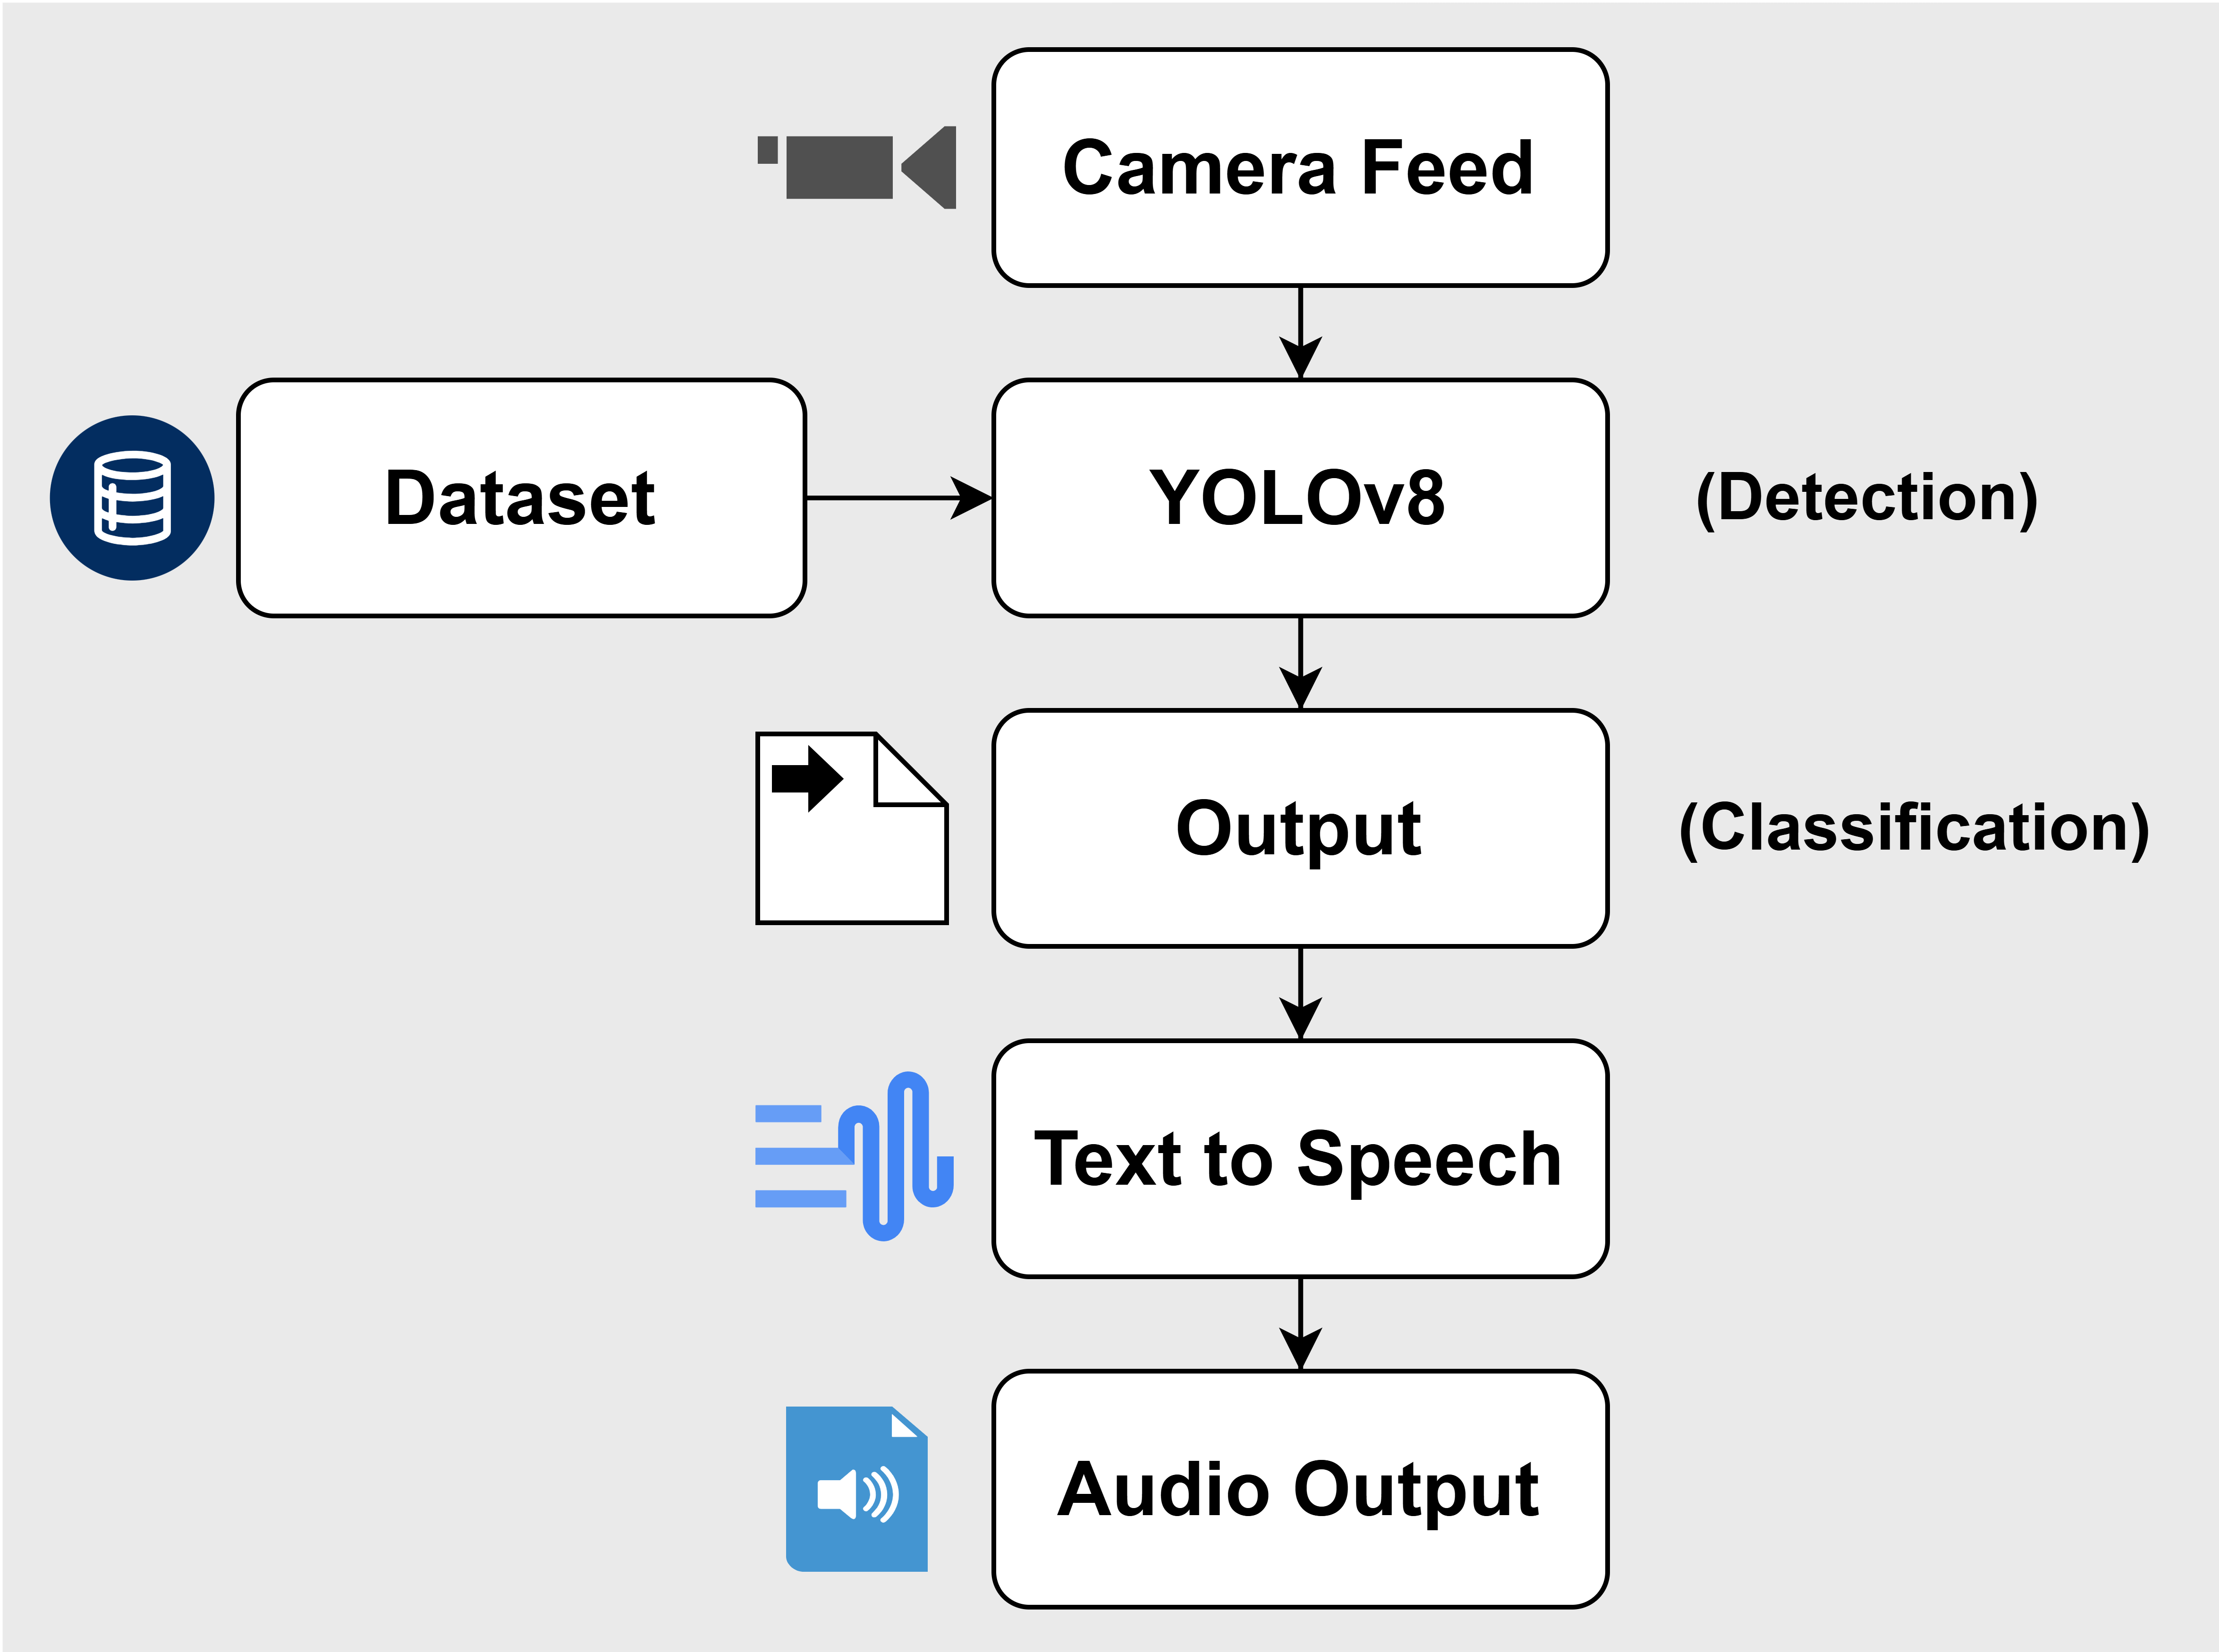 Camera Feed
Dataset
YOLOv8
(Detection)
Output
(Classification)
Text to Speech
Audio Output